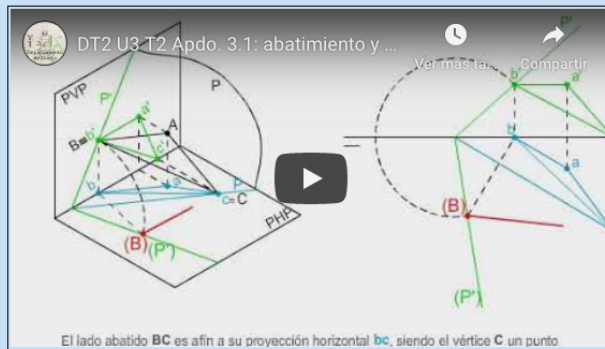 DT2 U3 T2 Apdo. 3.1: abatimiento y ...
Ver más ta...
Compartir
PVP
P'
P
a'
A
B≡b'
c'
b
a
P
c≡C
PHP
(B)
(P')
P'
b'
a'
b
a
(B)
(P')
El lado abatido BC es afín a su proyección horizontal bc, siendo el vértice C un punto